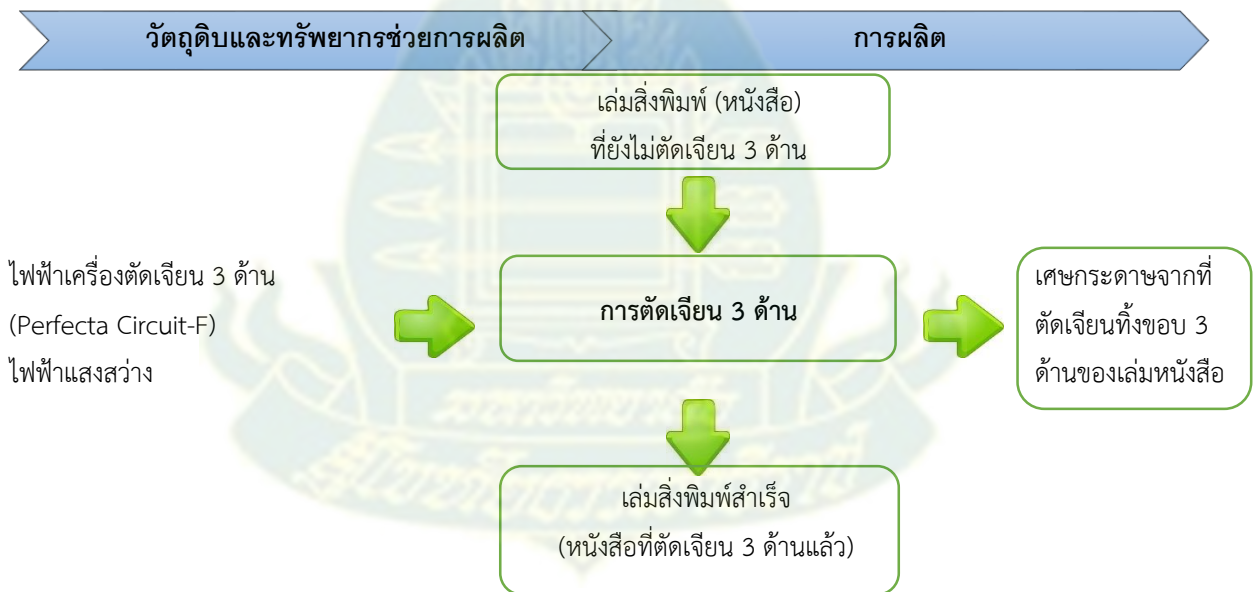 วัตถุดิบและทรัพยากรช่วยการผลิต
การผลิต
เล่มสิ่งพิมพ์ (หนังสือ)
ที่ยังไม่ตัดเจียน 3 ด้าน
ไฟฟ้าเครื่องตัดเจียน 3 ด้าน
(Perfecta Circuit-F)
ไฟฟ้าแสงสว่าง
การตัดเจียน 3 ด้าน
เศษกระดาษจากที่
ตัดเจียนทิ้งขอบ 3
ด้านของเล่มหนังสือ
เล่มสิ่งพิมพ์สำเร็จ
(หนังสือที่ตัดเจียน 3 ด้านแล้ว)